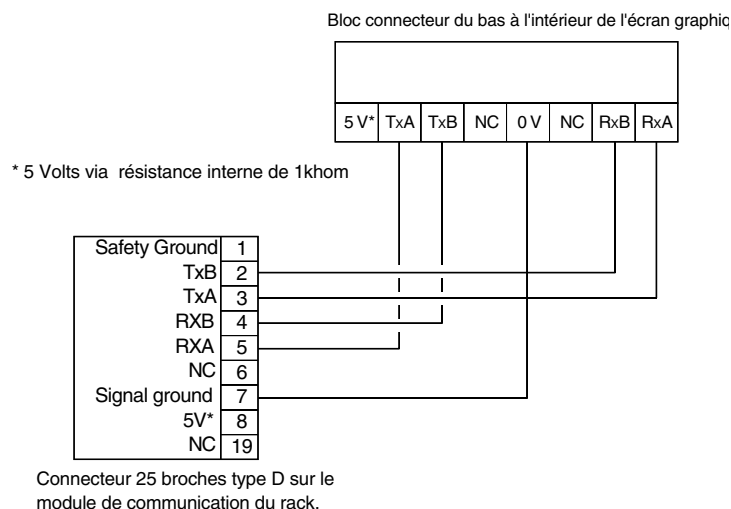 Bloc connecteur du bas à l'intérieur de l'écran graphiq
5 V* TxA TxB NC 0 V NC RxB RxA
* 5 Volts via résistance interne de 1khom
Safety Ground 1
TxB 2
TxA 3
RXB 4
RXA 5
NC 6
Signal ground 7
5V* 8
NC 19
Connecteur 25 broches type D sur le
module de communication du rack.